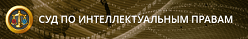 СУД ПО ИНТЕЛЛЕКТУАЛЬНЫМ ПРАВАМ